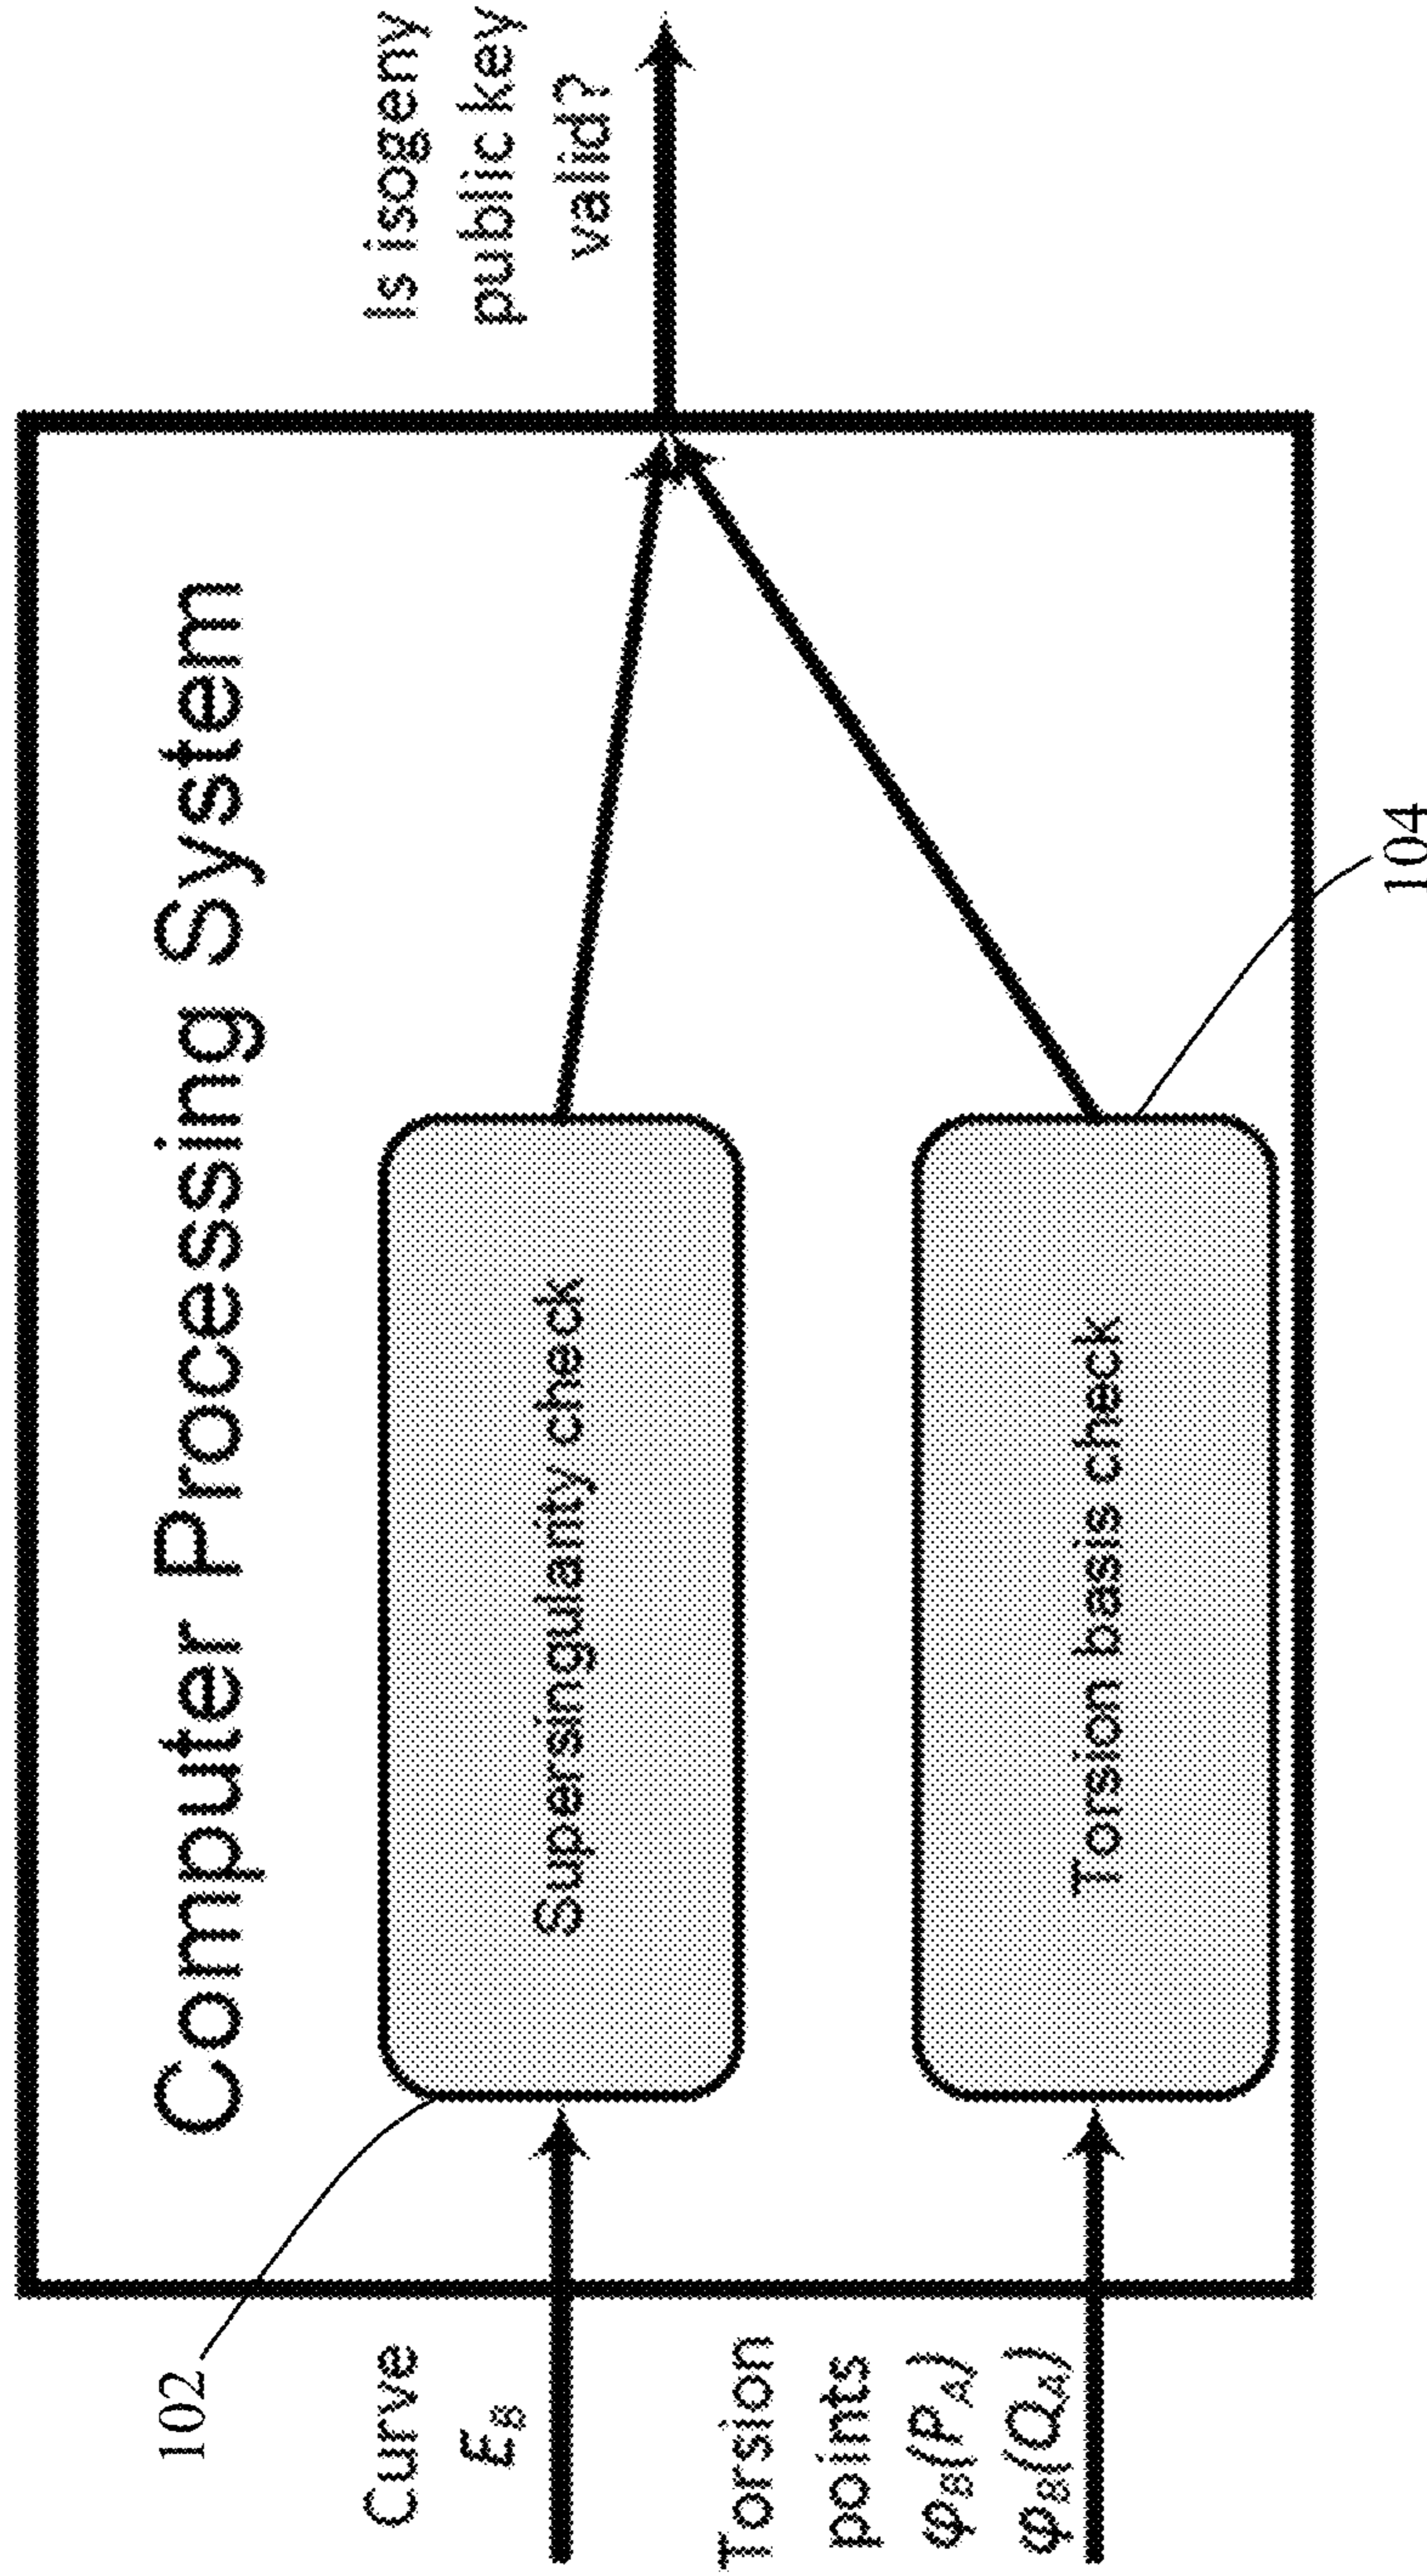 Computer Processing System
102
Curve
E_B
Supersingularity check
Is isogeny
public key
valid?
Torsion
points
φ_B(P_A)
φ_B(Q_A)
Torsion basis check
104